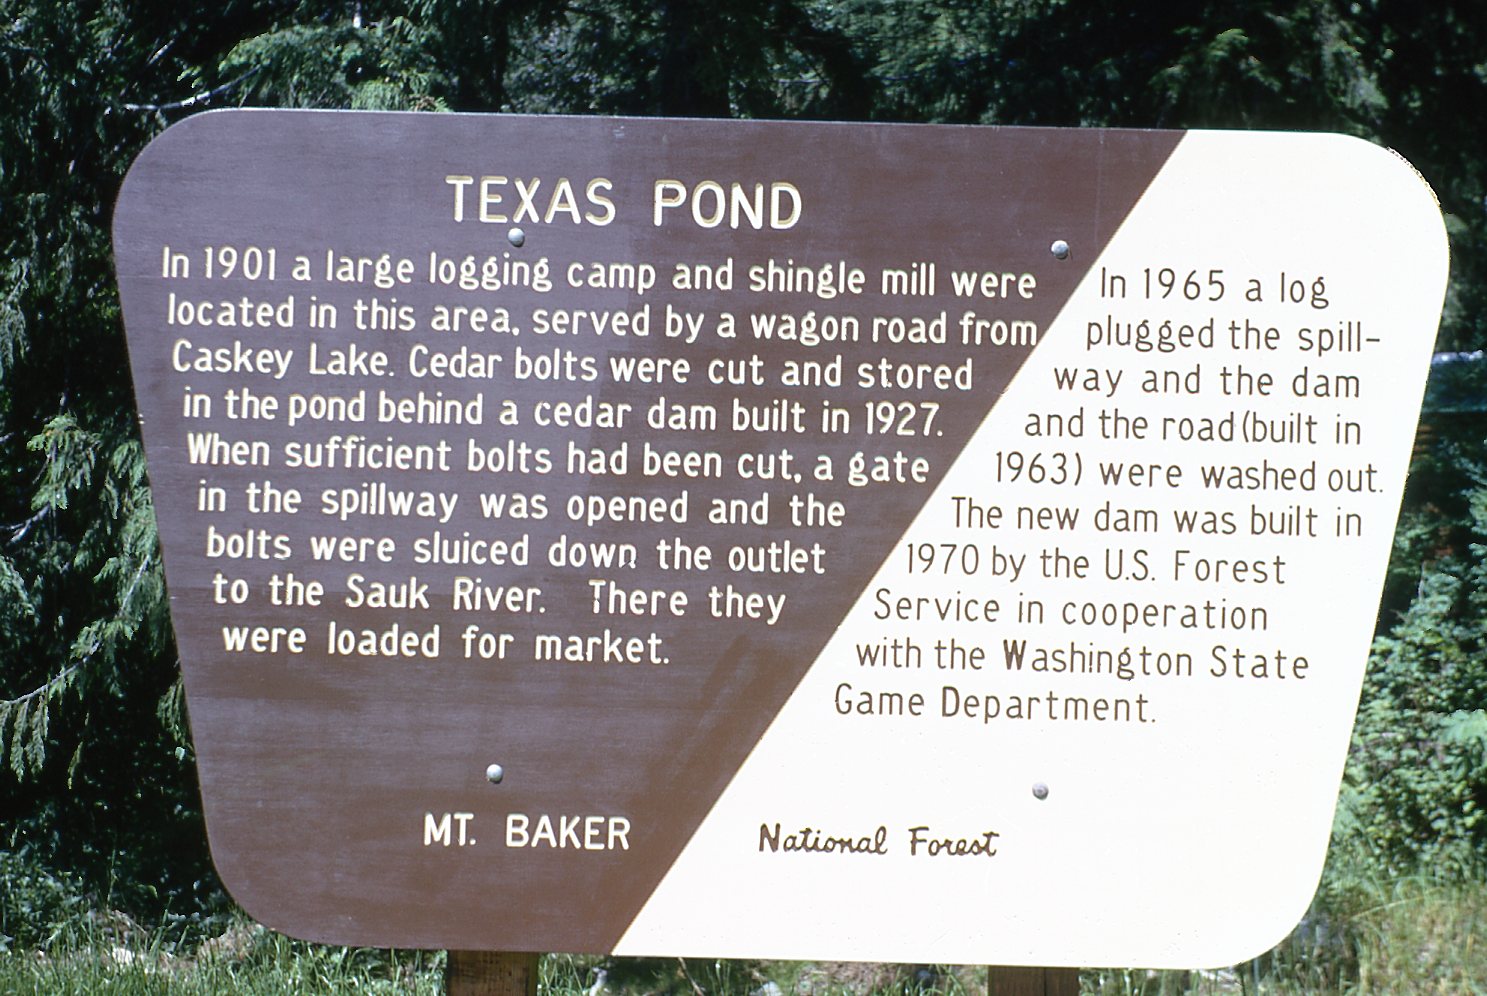 TEXAS POND
In 1901 a large logging camp and shingle mill were
located in this area, served by a wagon road from
Caskey Lake. Cedar bolts were cut and stored
in the pond behind a cedar dam built in 1927.
When sufficient bolts had been cut, a gate
in the spillway was opened and the
bolts were sluiced down the outlet
to the Sauk River. There they
were loaded for market.
In 1965 a log
plugged the spill-
way and the dam
and the road (built in
1963) were washed out.
The new dam was built in
1970 by the U.S. Forest
Service in cooperation
with the Washington State
Game Department.
MT. BAKER National Forest